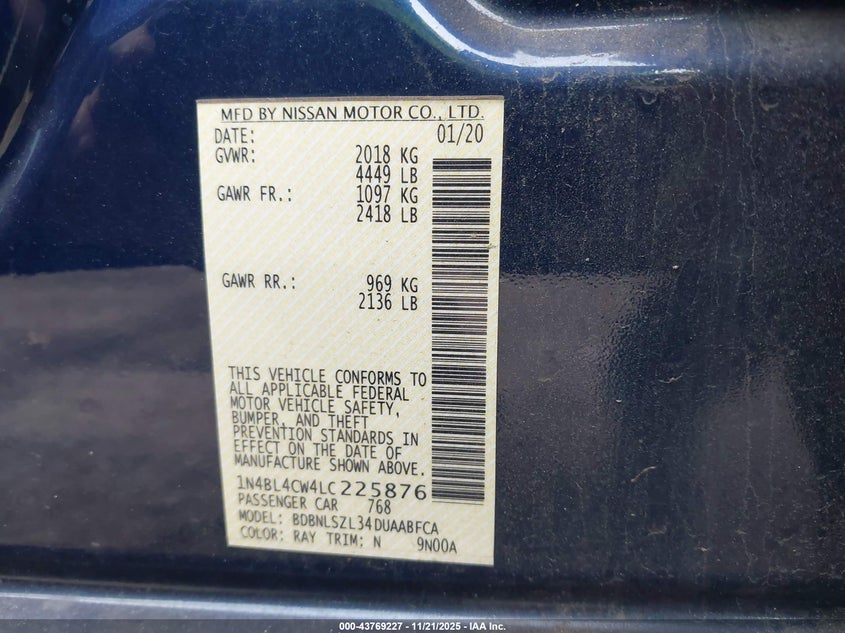 MFD BY NISSAN MOTOR CO., LTD.
DATE: 01/20
GVWR: 2018 KG
4449 LB
GAWR FR.: 1097 KG
2418 LB
GAWR RR.: 969 KG
2136 LB
THIS VEHICLE CONFORMS TO
ALL APPLICABLE FEDERAL
MOTOR VEHICLE SAFETY,
BUMPER, AND THEFT
PREVENTION STANDARDS IN
EFFECT ON THE DATE OF
MANUFACTURE SHOWN ABOVE.
1N4BL4CW4LC225876
PASSENGER CAR 768
MODEL: BDBNLSZL34DUAABFCA
COLOR: RAY TRIM: N 9N00A
000-43769227 - 11/21/2025 - IAA Inc.